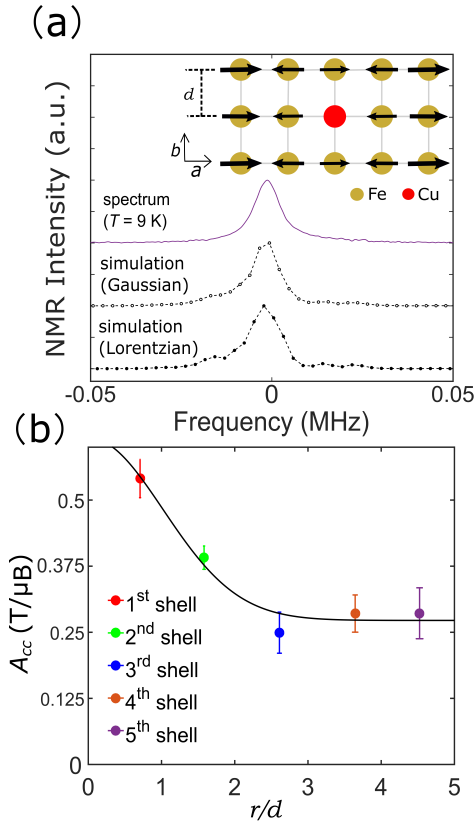 (a)
d
b
a
Fe
Cu
NMR Intensity (a.u.)
spectrum
(T = 9 K)
simulation
(Gaussian)
simulation
(Lorentzian)
-0.05
0
0.05
Frequency (MHz)
(b)
A_cc (T/μB)
0.5
0.375
0.25
0.125
0
1st shell
2nd shell
3rd shell
4th shell
5th shell
0
1
2
3
4
5
r/d